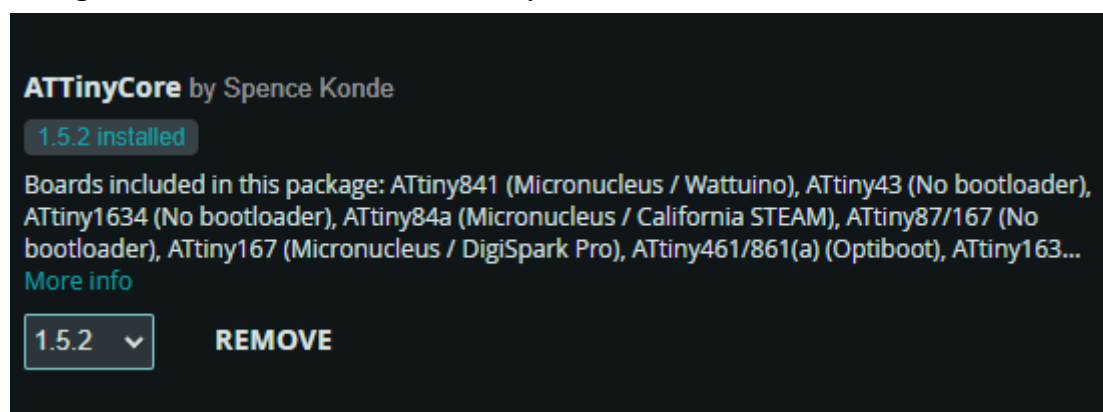 ATTinyCore by Spence Konde
1.5.2 installed
Boards included in this package: ATtiny841 (Micronucleus / Wattuino), ATtiny43 (No bootloader),
ATtiny1634 (No bootloader), ATtiny84a (Micronucleus / California STEAM), ATtiny87/167 (No
bootloader), ATtiny167 (Micronucleus / DigiSpark Pro), ATtiny461/861(a) (Optiboot), ATtiny163...
More info
1.5.2 REMOVE